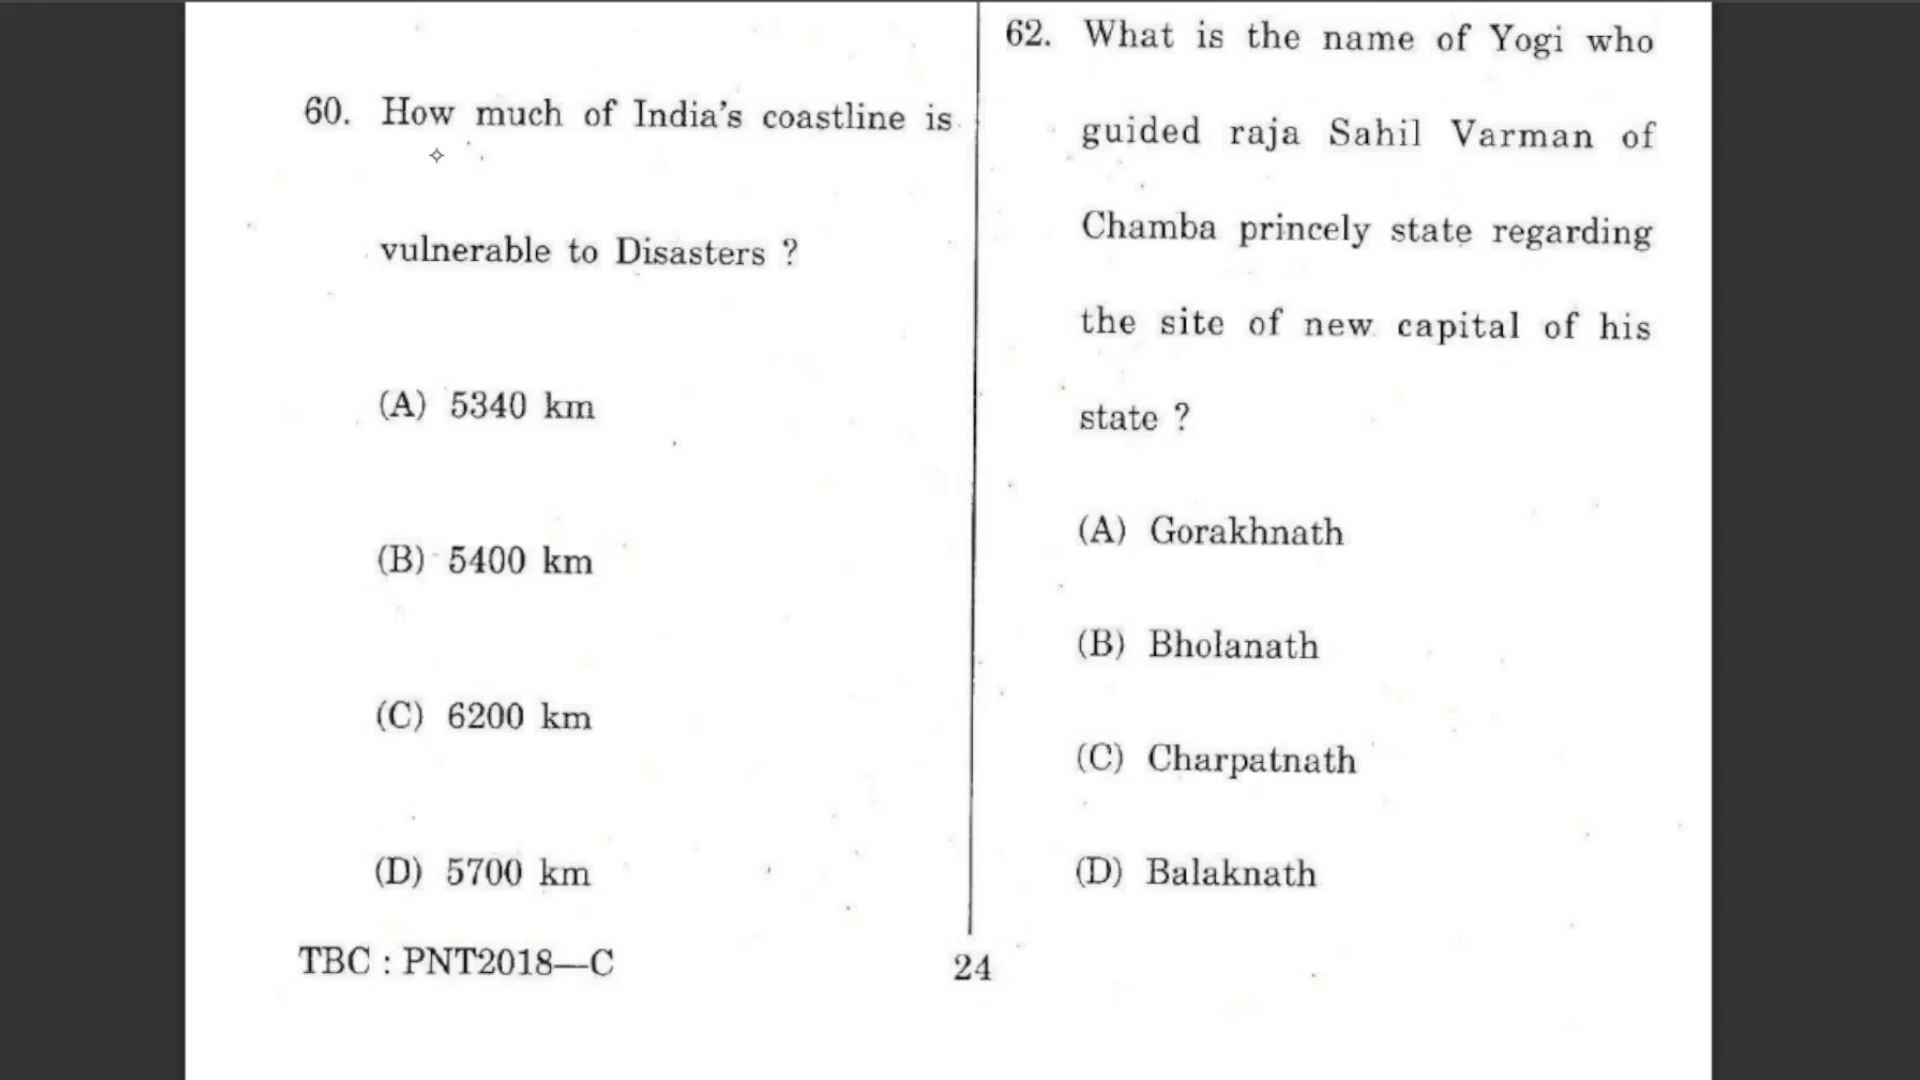 60. How much of India's coastline is
vulnerable to Disasters ?
(A) 5340 km
(B) 5400 km
(C) 6200 km
(D) 5700 km
62. What is the name of Yogi who
guided raja Sahil Varman of
Chamba princely state regarding
the site of new capital of his
state ?
(A) Gorakhnath
(B) Bholanath
(C) Charpatnath
(D) Balaknath
TBC : PNT2018—C
24